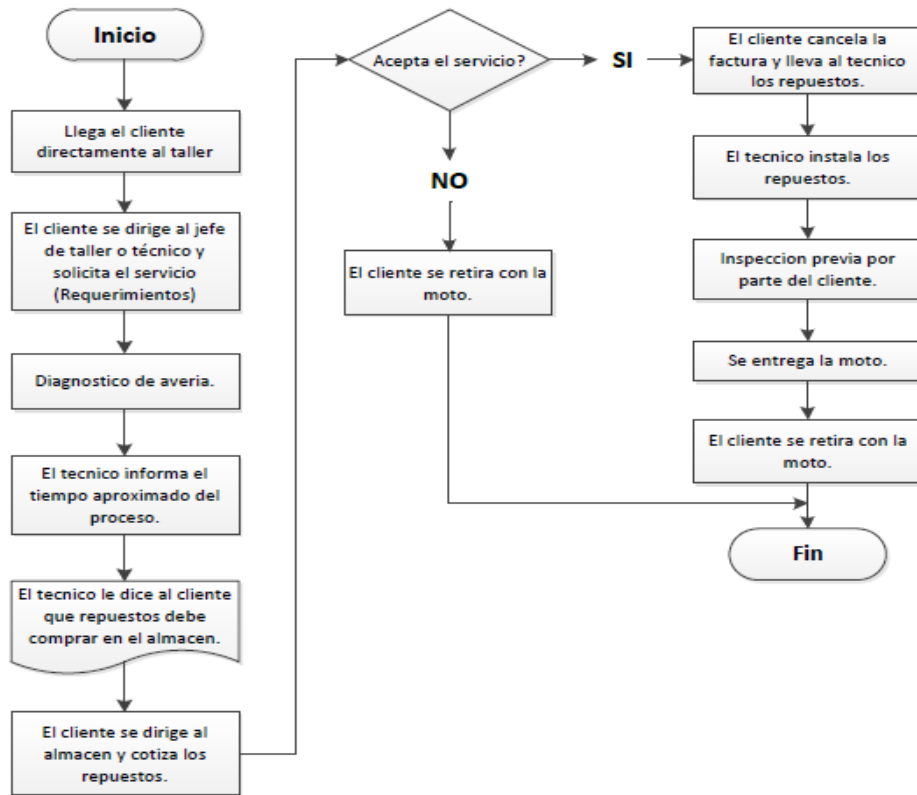 Inicio
Llega el cliente
directamente al taller
El cliente se dirige al jefe
de taller o técnico y
solicita el servicio
(Requerimientos)
Diagnostico de averia.
El tecnico informa el
tiempo aproximado del
proceso.
El tecnico le dice al cliente
que repuestos debe
comprar en el almacen.
El cliente se dirige al
almacen y cotiza los
repuestos.
Acepta el servicio?
NO
El cliente se retira con la
moto.
SI
El cliente cancela la
factura y lleva al tecnico
los repuestos.
El tecnico instala los
repuestos.
Inspeccion previa por
parte del cliente.
Se entrega la moto.
El cliente se retira con la
moto.
Fin